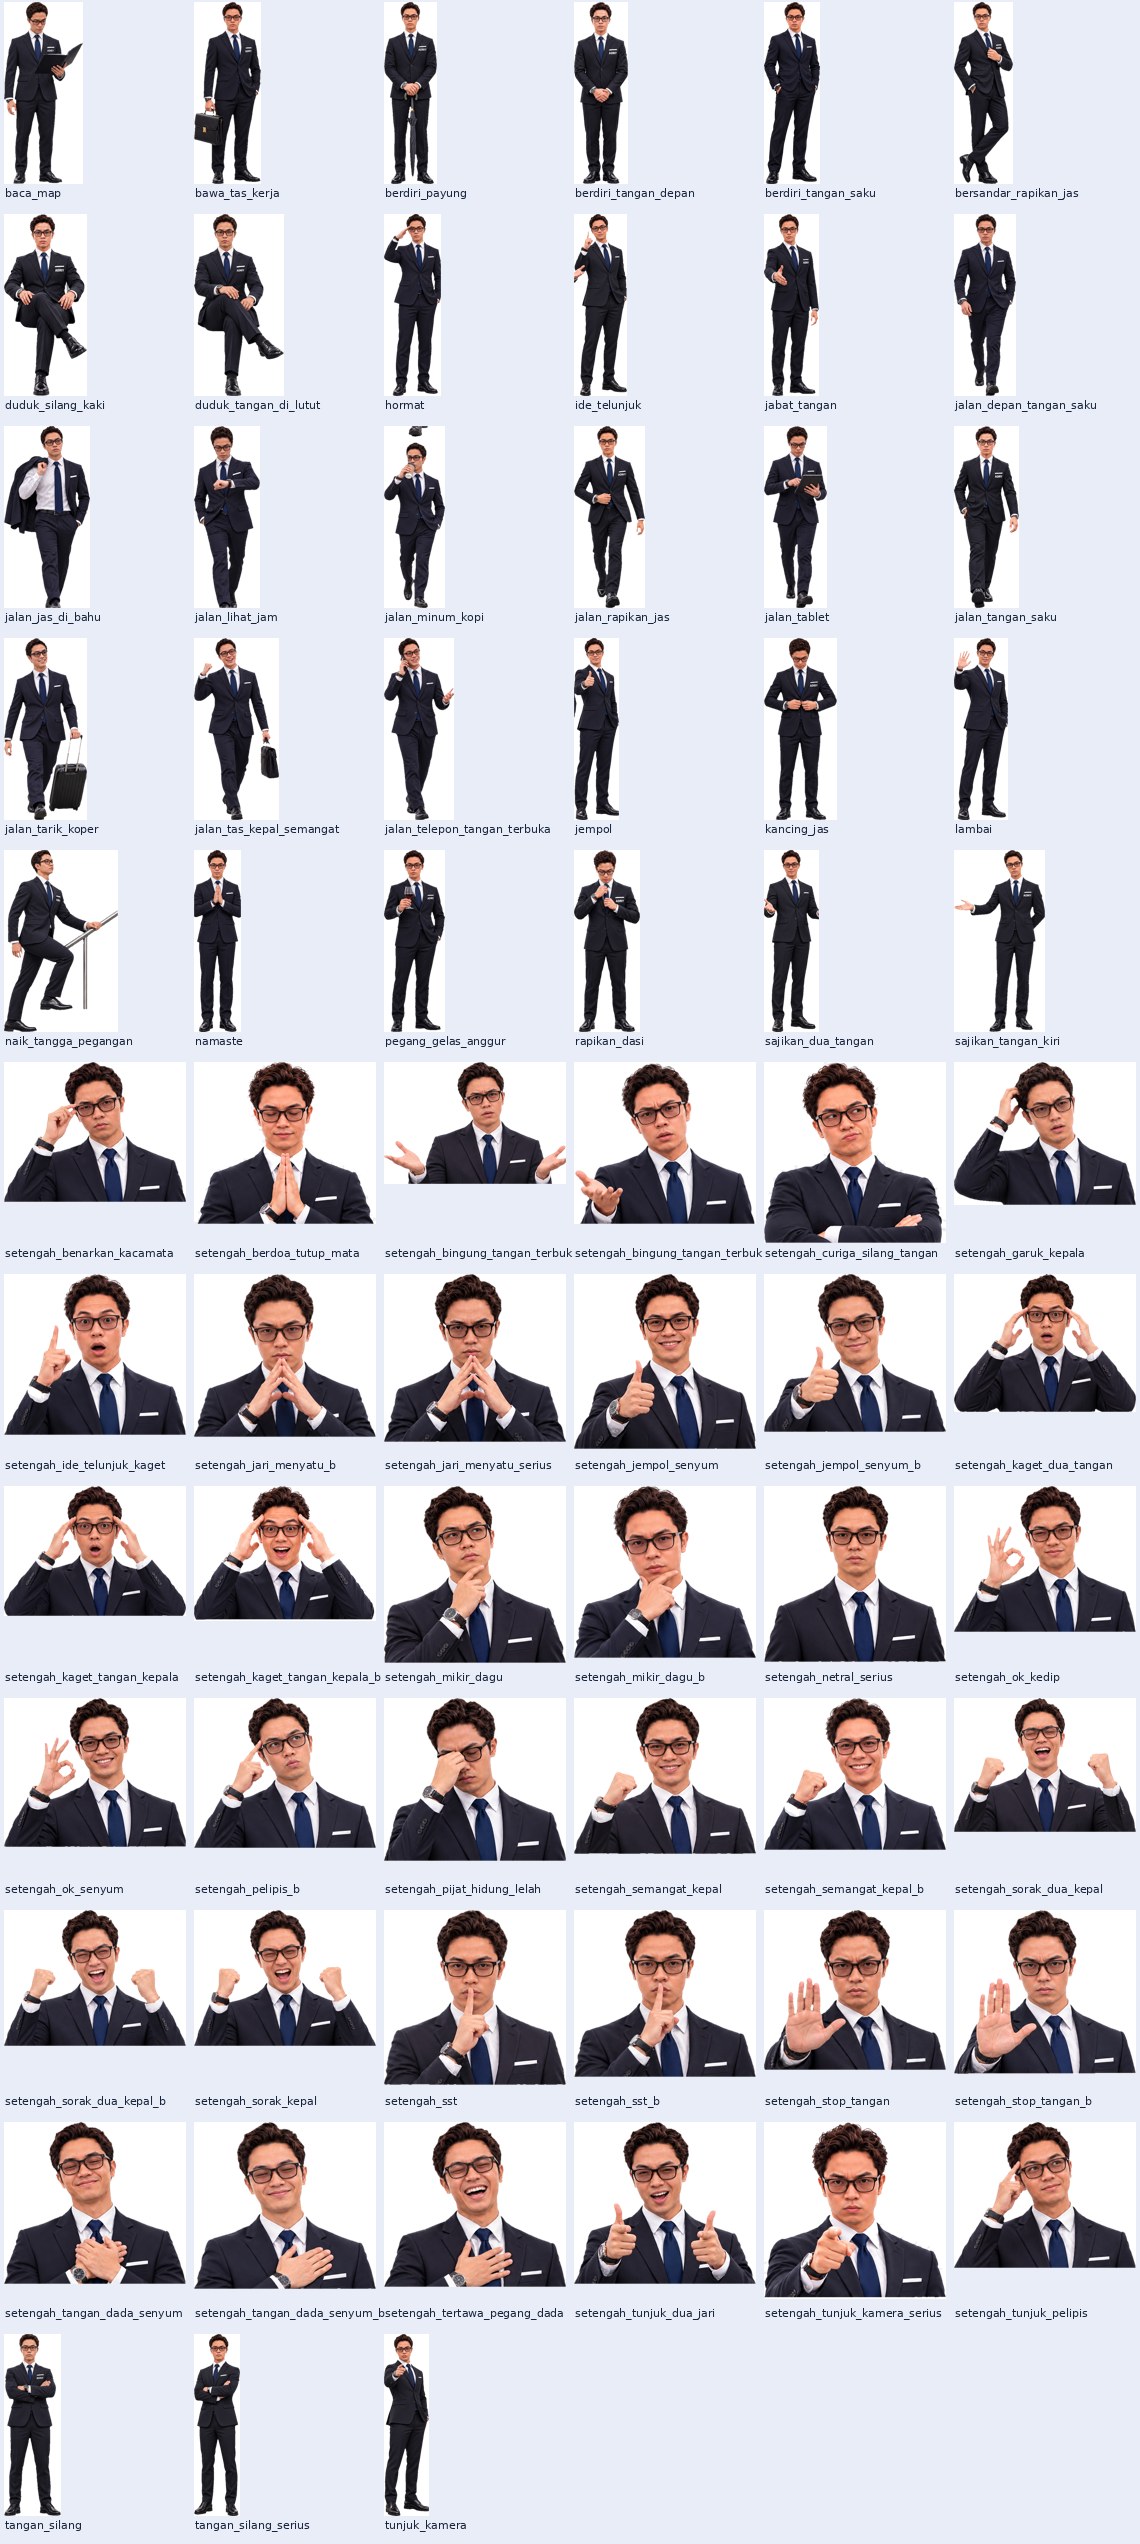 baca_map
bawa_tas_kerja
berdiri_payung
berdiri_tangan_depan
berdiri_tangan_saku
bersandar_rapikan_jas
duduk_silang_kaki
duduk_tangan_di_lutut
hormat
ide_telunjuk
jabat_tangan
jalan_depan_tangan_saku
jalan_jas_di_bahu
jalan_lihat_jam
jalan_minum_kopi
jalan_rapikan_jas
jalan_tablet
jalan_tangan_saku
jalan_tarik_koper
jalan_tas_kepal_semangat
jalan_telepon_tangan_terbuka
jempol
kancing_jas
lambai
naik_tangga_pegangan
namaste
pegang_gelas_anggur
rapikan_dasi
sajikan_dua_tangan
sajikan_tangan_kiri
setengah_benarkan_kacamata
setengah_berdoa_tutup_mata
setengah_bingung_tangan_terbuk
setengah_bingung_tangan_terbuk
setengah_curiga_silang_tangan
setengah_garuk_kepala
setengah_ide_telunjuk_kaget
setengah_jari_menyatu_b
setengah_jari_menyatu_serius
setengah_jempol_senyum
setengah_jempol_senyum_b
setengah_kaget_dua_tangan
setengah_kaget_tangan_kepala
setengah_kaget_tangan_kepala_b
setengah_mikir_dagu
setengah_mikir_dagu_b
setengah_netral_serius
setengah_ok_kedip
setengah_ok_senyum
setengah_pelipis_b
setengah_pijat_hidung_lelah
setengah_semangat_kepal
setengah_semangat_kepal_b
setengah_sorak_dua_kepal
setengah_sorak_dua_kepal_b
setengah_sorak_kepal
setengah_sst
setengah_sst_b
setengah_stop_tangan
setengah_stop_tangan_b
setengah_tangan_dada_senyum
setengah_tangan_dada_senyum_b
setengah_tertawa_pegang_dada
setengah_tunjuk_dua_jari
setengah_tunjuk_kamera_serius
setengah_tunjuk_pelipis
tangan_silang
tangan_silang_serius
tunjuk_kamera